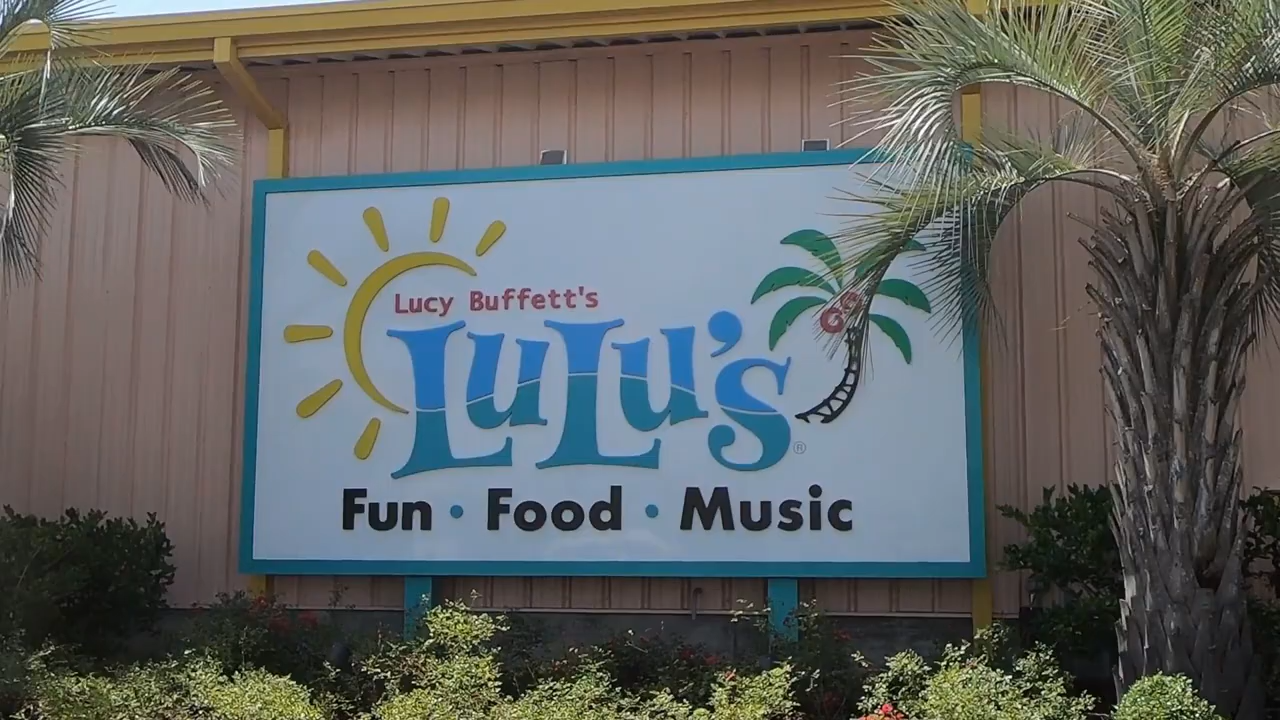 Lucy Buffett's
LuLu's®
Fun • Food • Music